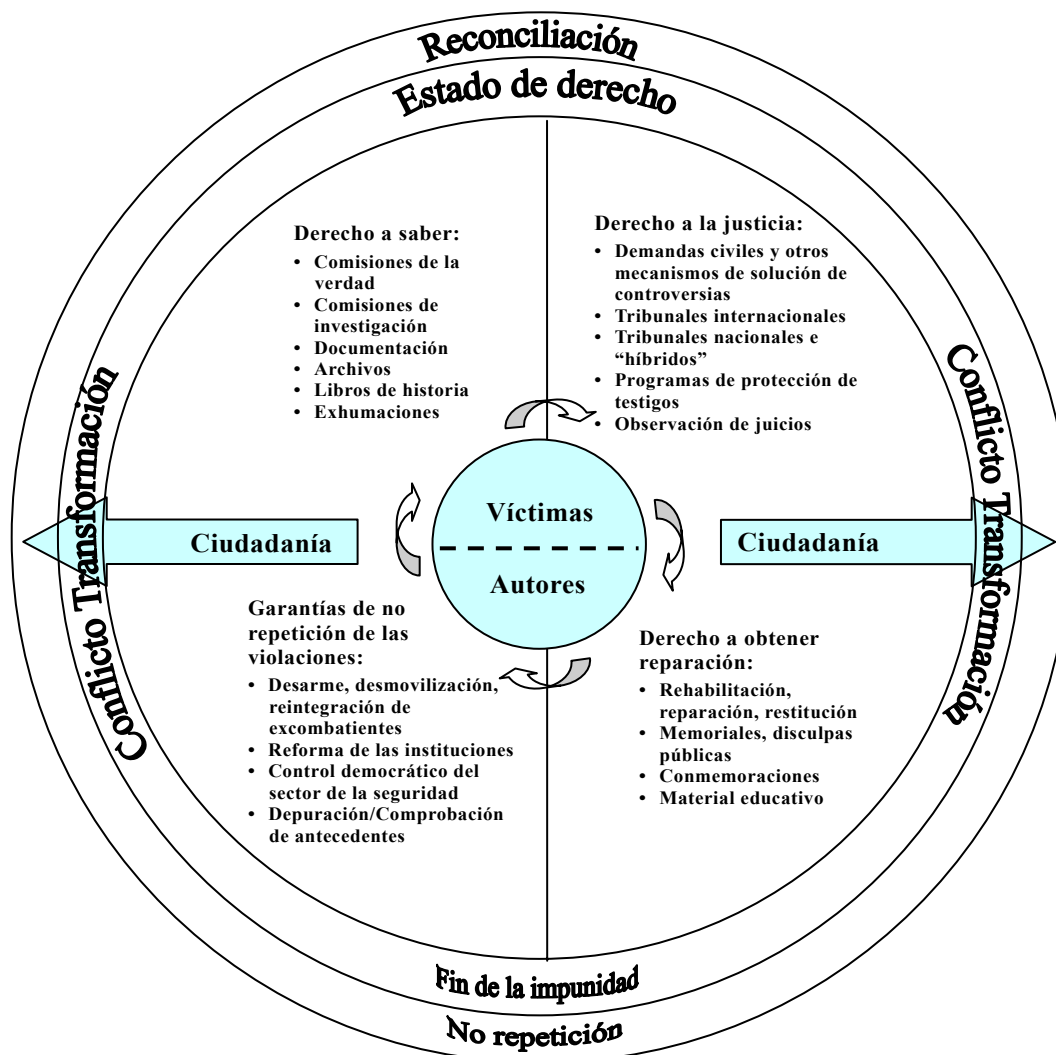 Reconciliación
Estado de derecho
Derecho a saber:
• Comisiones de la
verdad
• Comisiones de
investigación
• Documentación
• Archivos
• Libros de historia
• Exhumaciones
Derecho a la justicia:
• Demandas civiles y otros
mecanismos de solución de
controversias
• Tribunales internacionales
• Tribunales nacionales e
“híbridos”
• Programas de protección de
testigos
• Observación de juicios
Conflicto Transformación
Ciudadanía
Víctimas
Autores
Ciudadanía
Conflicto Transformación
Garantías de no
repetición de las
violaciones:
• Desarme, desmovilización,
reintegración de
excombatientes
• Reforma de las instituciones
• Control democrático del
sector de la seguridad
• Depuración/Comprobación
de antecedentes
Derecho a obtener
reparación:
• Rehabilitación,
reparación, restitución
• Memoriales, disculpas
públicas
• Conmemoraciones
• Material educativo
Fin de la impunidad
No repetición